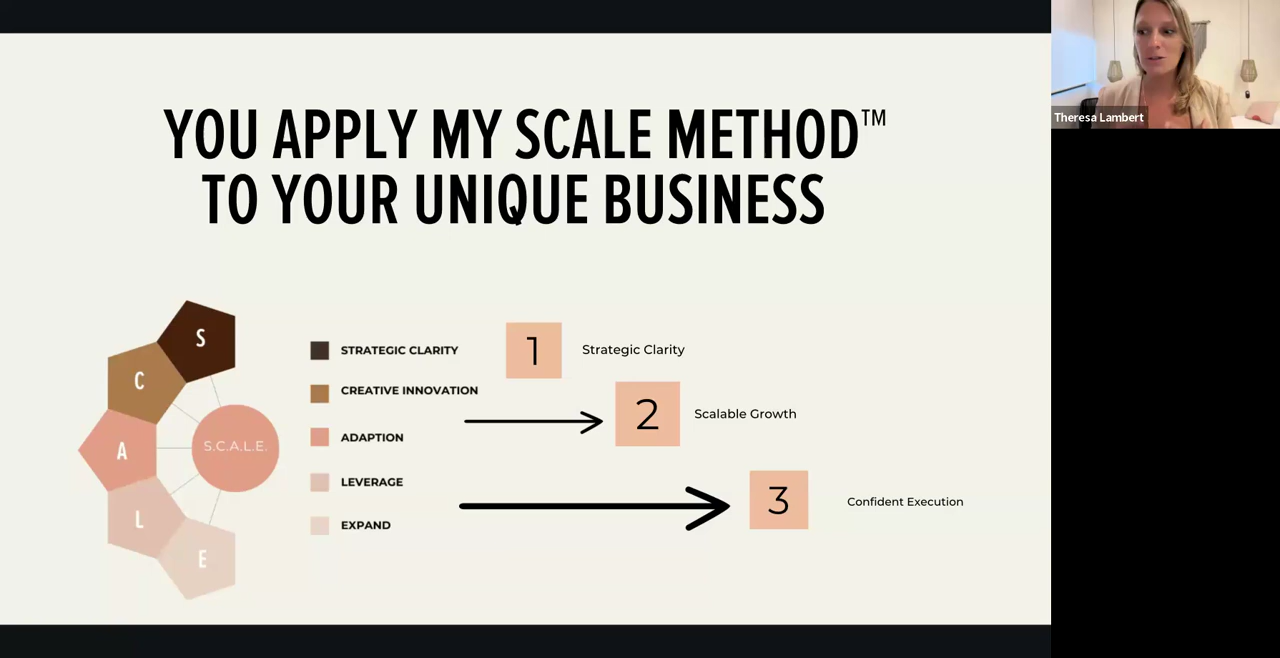 YOU APPLY MY SCALE METHOD™
TO YOUR UNIQUE BUSINESS
Theresa Lambert
S
C
A
L
E
S.C.A.L.E.
STRATEGIC CLARITY
CREATIVE INNOVATION
ADAPTION
LEVERAGE
EXPAND
1
Strategic Clarity
2
Scalable Growth
3
Confident Execution